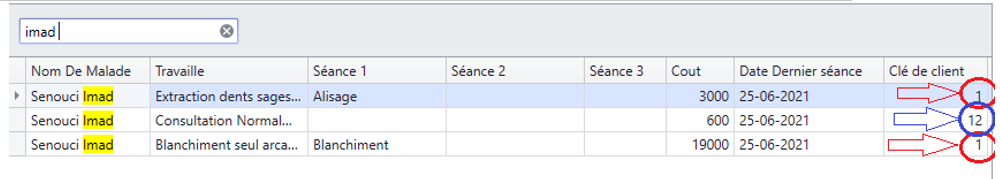 imad
Nom De Malade Travaille Séance 1 Séance 2 Séance 3 Cout Date Dernier séance Clé de client
Senouci Imad Extraction dents sages... Alisage 3000 25-06-2021 1
Senouci Imad Consultation Normal... 600 25-06-2021 12
Senouci Imad Blanchiment seul arca... Blanchiment 19000 25-06-2021 1